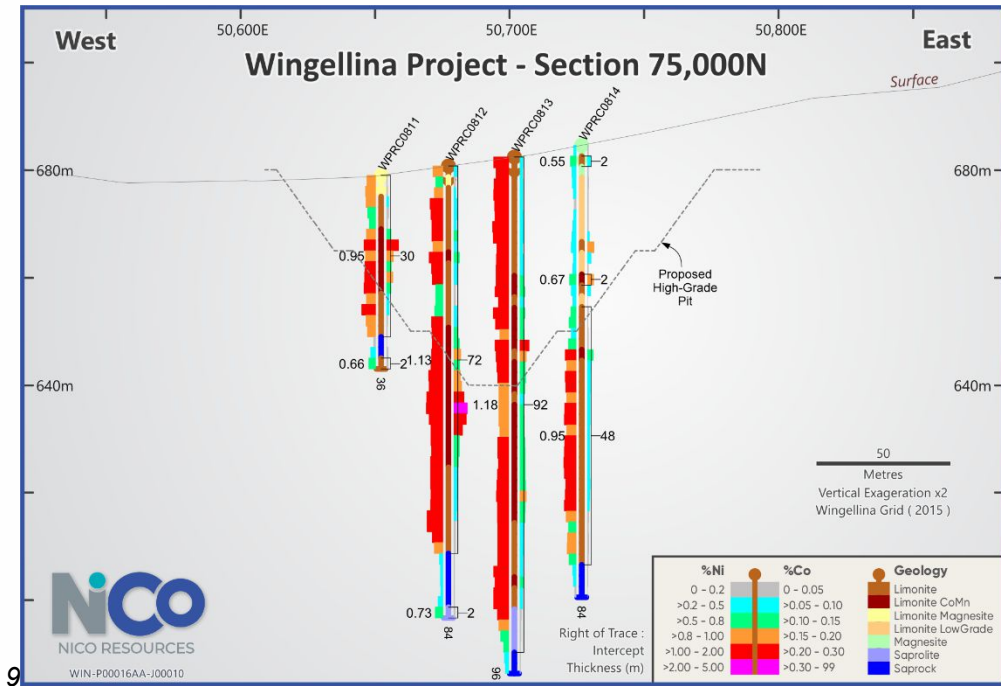 West
50,600E
50,700E
50,800E
East
Wingellina Project - Section 75,000N
Surface
WPRC0811
WPRC0812
WPRC0813
WPRC0814
680m
680m
0.55
2
0.95
30
0.67
2
Proposed
High-Grade
Pit
0.66
2
1.13
72
36
640m
640m
1.18
92
0.95
48
50
Metres
Vertical Exageration x2
Wingellina Grid ( 2015 )
0.73
2
84
84
96
NiCo
NICO RESOURCES
WIN-P00016AA-J00010
Right of Trace :
Intercept
Thickness (m)
%Ni %Co Geology
0 - 0.2 0 - 0.05 Limonite
>0.2 - 0.5 >0.05 - 0.10 Limonite CoMn
>0.5 - 0.8 >0.10 - 0.15 Limonite Magnesite
>0.8 - 1.00 >0.15 - 0.20 Limonite LowGrade
>1.00 - 2.00 >0.20 - 0.30 Magnesite
>2.00 - 5.00 >0.30 - 99 Saprolite
Saprock
9